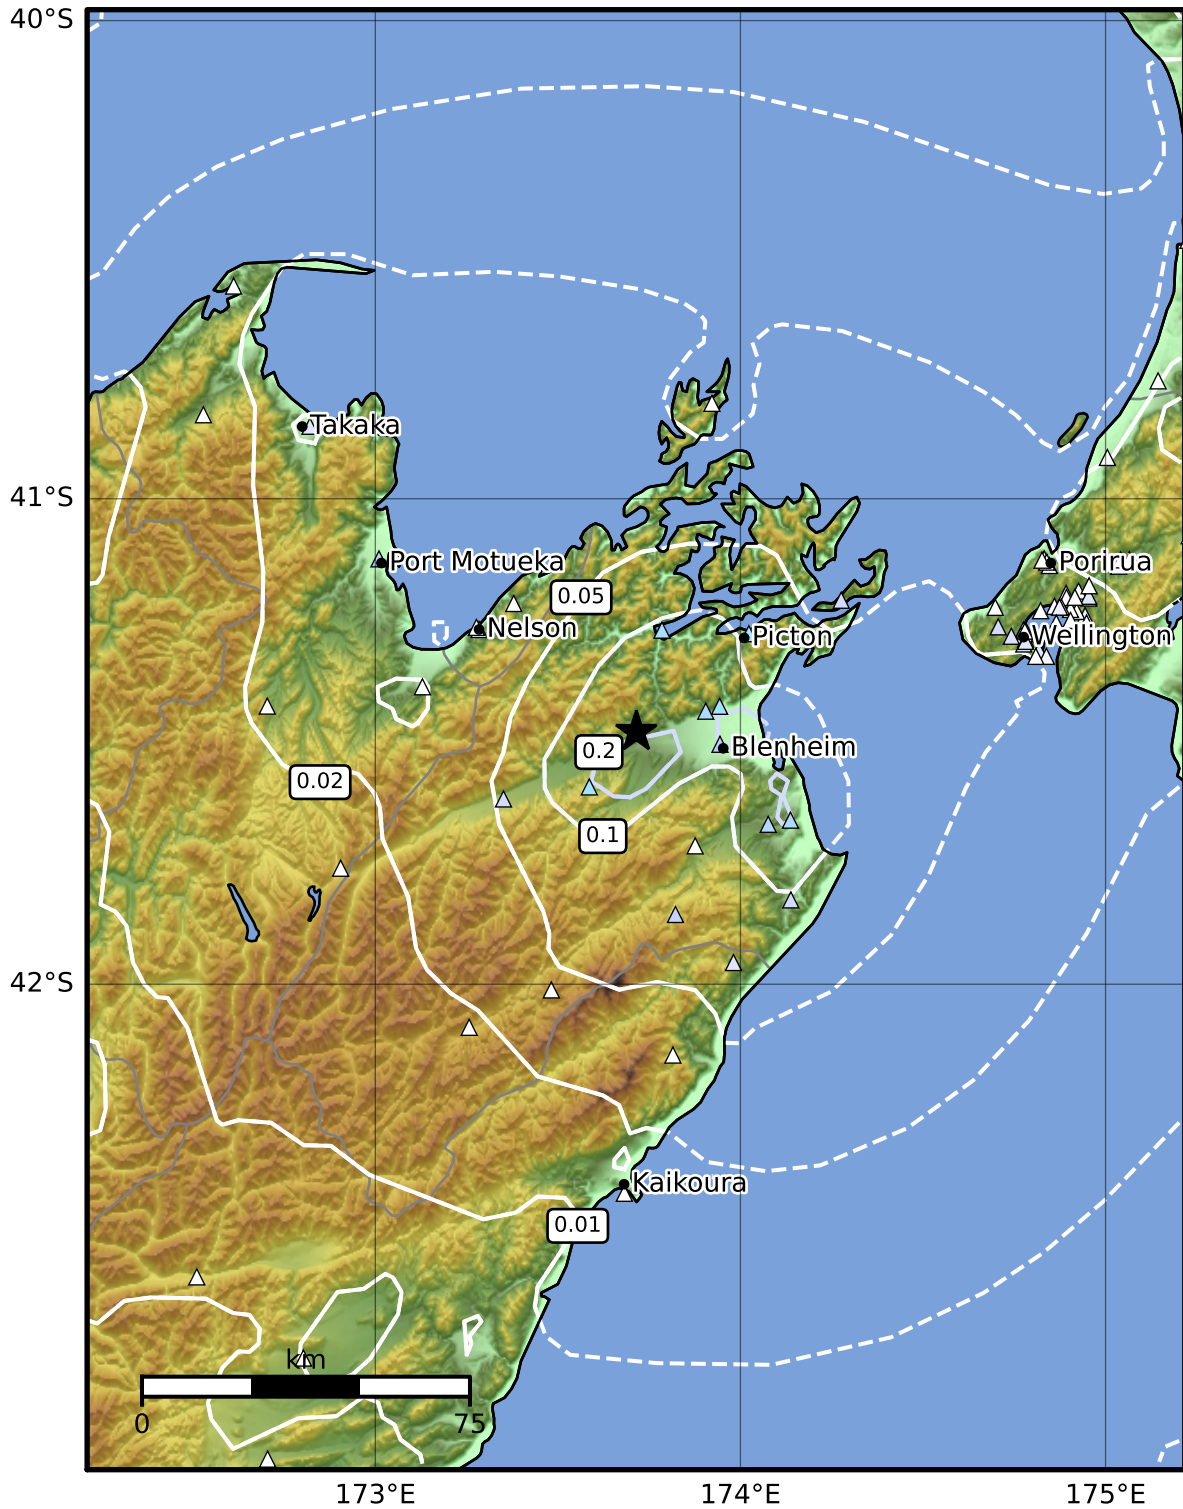 40°S
Takaka
41°S
Port Motueka
Porirua
0.05
Nelson
Picton
Wellington
Blenheim
0.2
0.02
0.1
42°S
Kaikoura
0.01
km
0
75
173°E
174°E
175°E